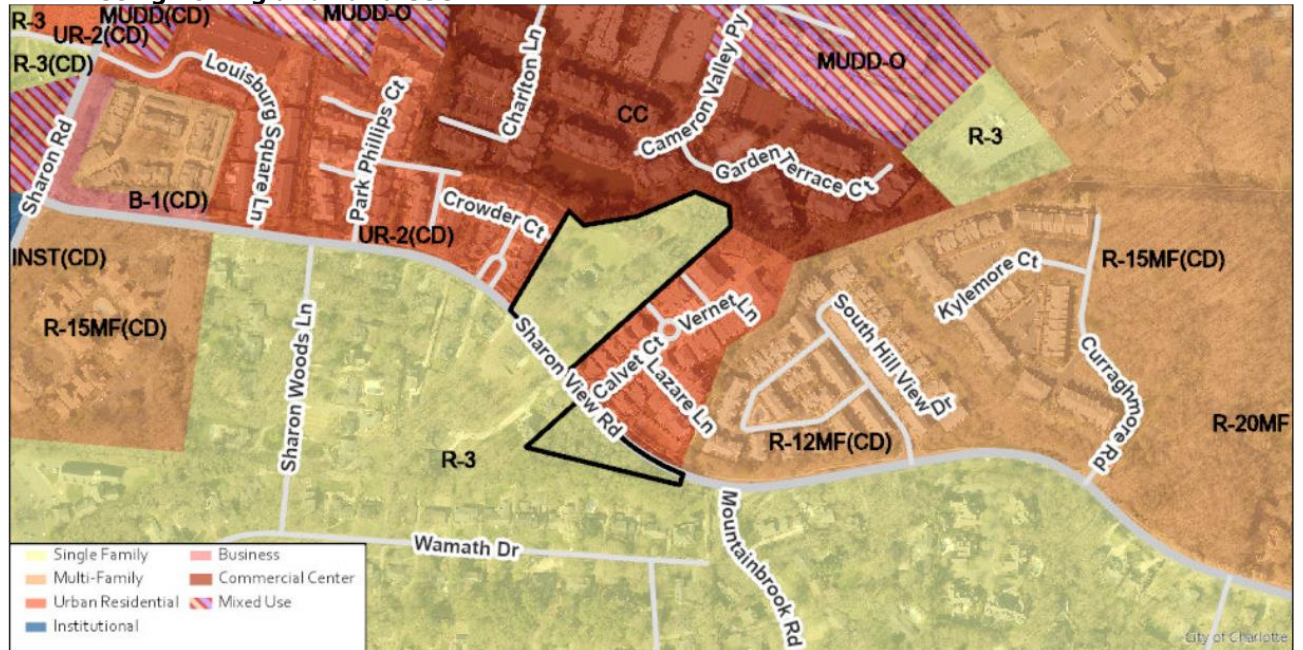 R-3
MUDD(CD)
MUDD-O
UR-2(CD)
R-3(CD)
Louisburg Square Ln
Park Phillips Ct
Charlton Ln
Cameron Valley Py
MUDD-O
CC
Garden Terrace Ct
R-3
Sharon Rd
B-1(CD)
Crowder Ct
UR-2(CD)
INST(CD)
R-15MF(CD)
Sharon Woods Ln
Sharon View Rd
Vernet Ln
Calvet Ct
Lazare Ln
South Hill View Dr
Kylemore Ct
R-15MF(CD)
Curraghmore Rd
R-20MF
R-12MF(CD)
R-3
Mountainbrook Rd
Wamath Dr
Single Family
Multi-Family
Urban Residential
Institutional
Business
Commercial Center
Mixed Use
City of Charlotte